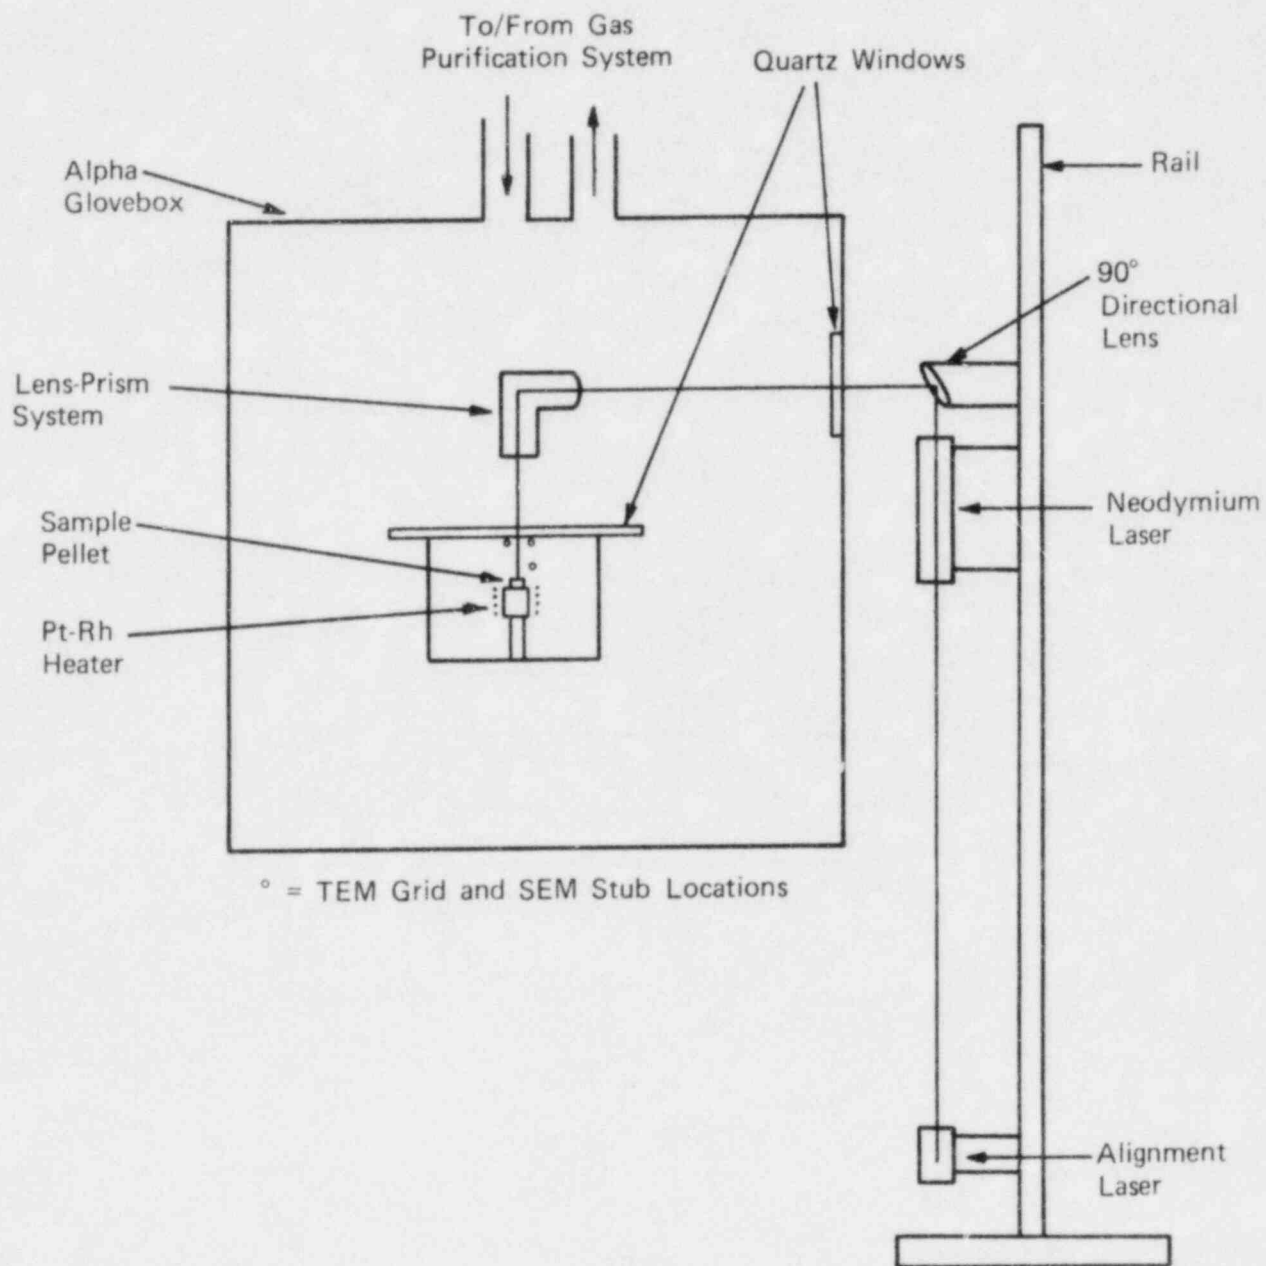 To/From Gas
Purification System
Quartz Windows
Alpha
Glovebox
Rail
90°
Directional
Lens
Lens-Prism
System
Neodymium
Laser
Sample
Pellet
Pt-Rh
Heater
° = TEM Grid and SEM Stub Locations
Alignment
Laser